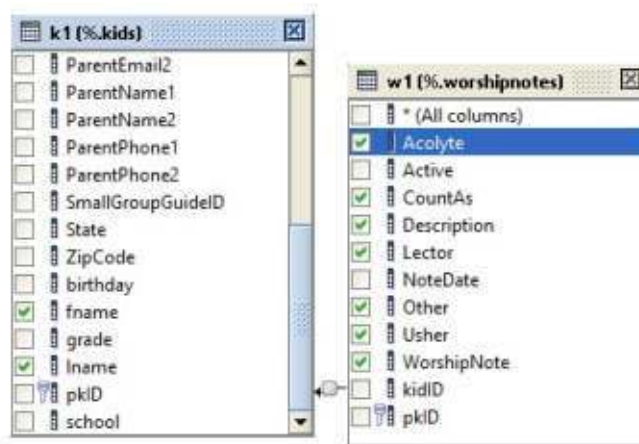 k1 (%.kids)
ParentEmail2
ParentName1
ParentName2
ParentPhone1
ParentPhone2
SmallGroupGuideID
State
ZipCode
birthday
fname
grade
lname
pkID
school
w1 (%.worshipnotes)
* (All columns)
Acolyte
Active
CountAs
Description
Lector
NoteDate
Other
Usher
WorshipNote
kidID
pkID